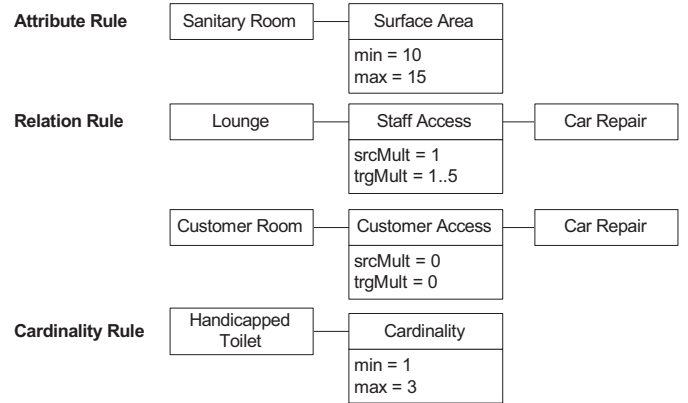 Attribute Rule
Sanitary Room
Surface Area
min = 10
max = 15
Relation Rule
Lounge
Staff Access
Car Repair
srcMult = 1
trgMult = 1..5
Customer Room
Customer Access
Car Repair
srcMult = 0
trgMult = 0
Cardinality Rule
Handicapped
Toilet
Cardinality
min = 1
max = 3